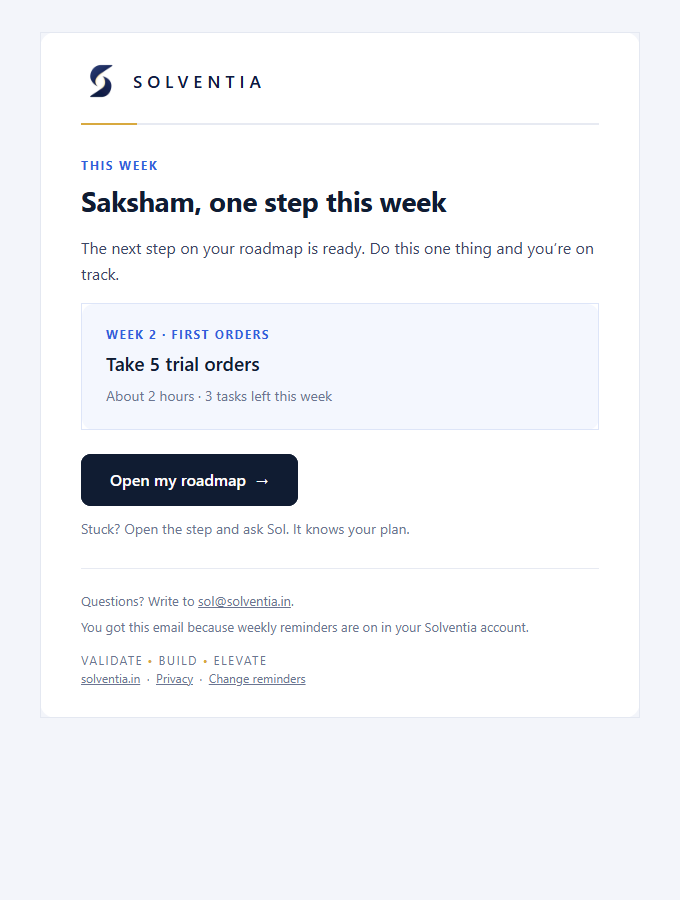 SOLVENTIA
THIS WEEK
Saksham, one step this week
The next step on your roadmap is ready. Do this one thing and you’re on
track.
WEEK 2 · FIRST ORDERS
Take 5 trial orders
About 2 hours · 3 tasks left this week
Open my roadmap →
Stuck? Open the step and ask Sol. It knows your plan.
Questions? Write to sol@solventia.in.
You got this email because weekly reminders are on in your Solventia account.
VALIDATE • BUILD • ELEVATE
solventia.in · Privacy · Change reminders